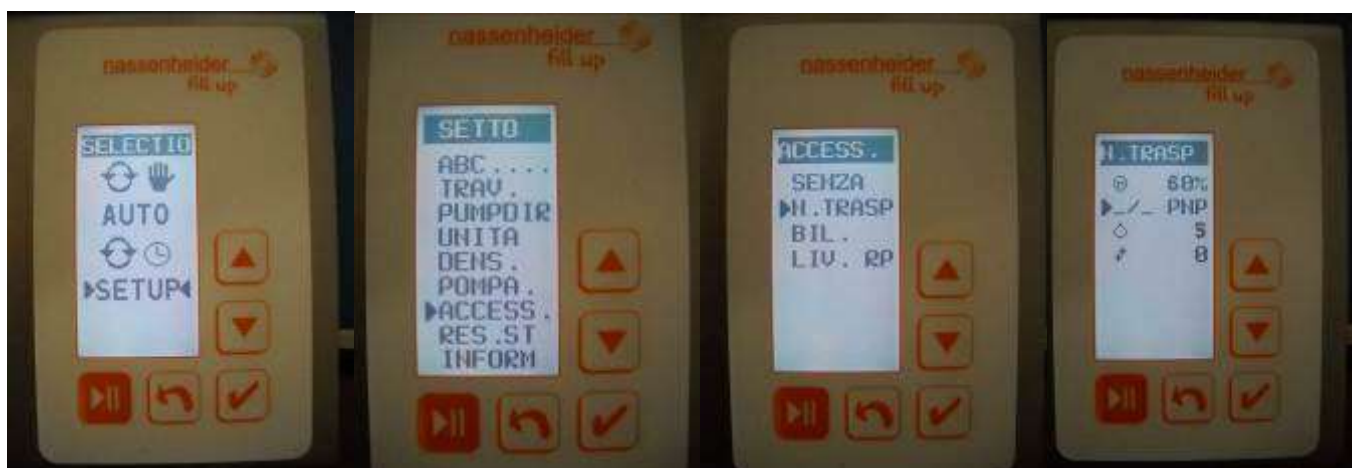 nassenheider
fill up
SELECTIO
AUTO
SETUP
nassenheider
fill up
SETTO
ABC....
TRAV.
PUMPDIR
UNITA
DENS.
POMPA.
ACCESS.
RES.ST
INFORM
nassenheider
fill up
ACCESS.
SENZA
N.TRASP
BIL.
LIV. RP
nassenheider
fill up
N.TRASP
60%
_/_ PNP
5
0